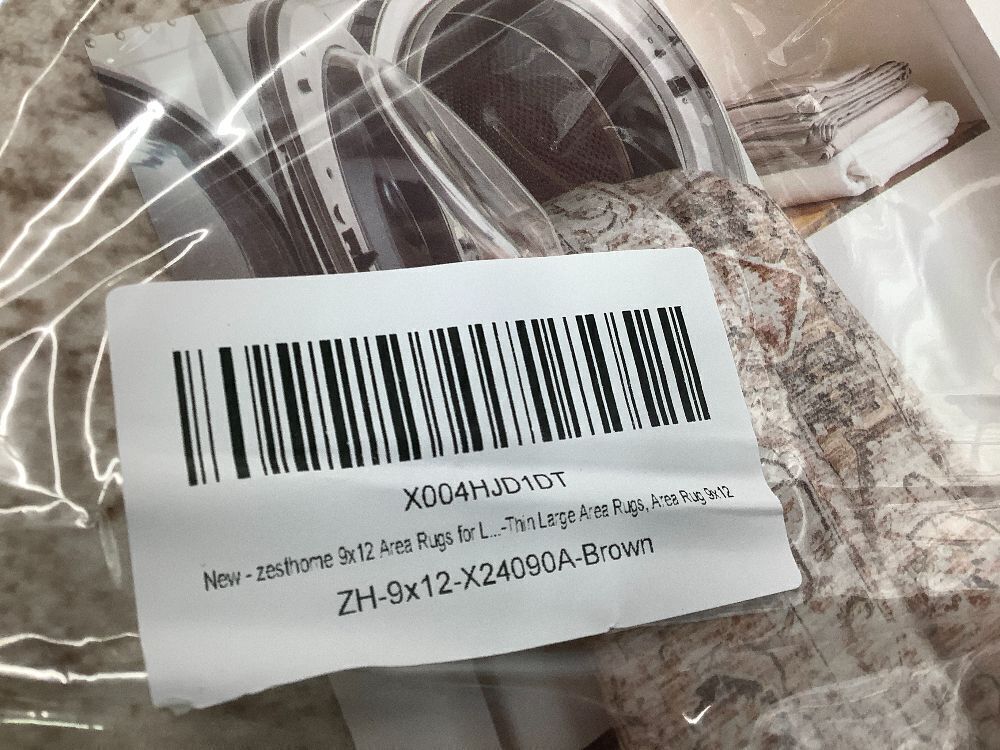 X004HJD1DT
New - zesthome 9x12 Area Rugs for L...-Thin Large Area Rugs, Area Rug 9x12
ZH-9x12-X24090A-Brown